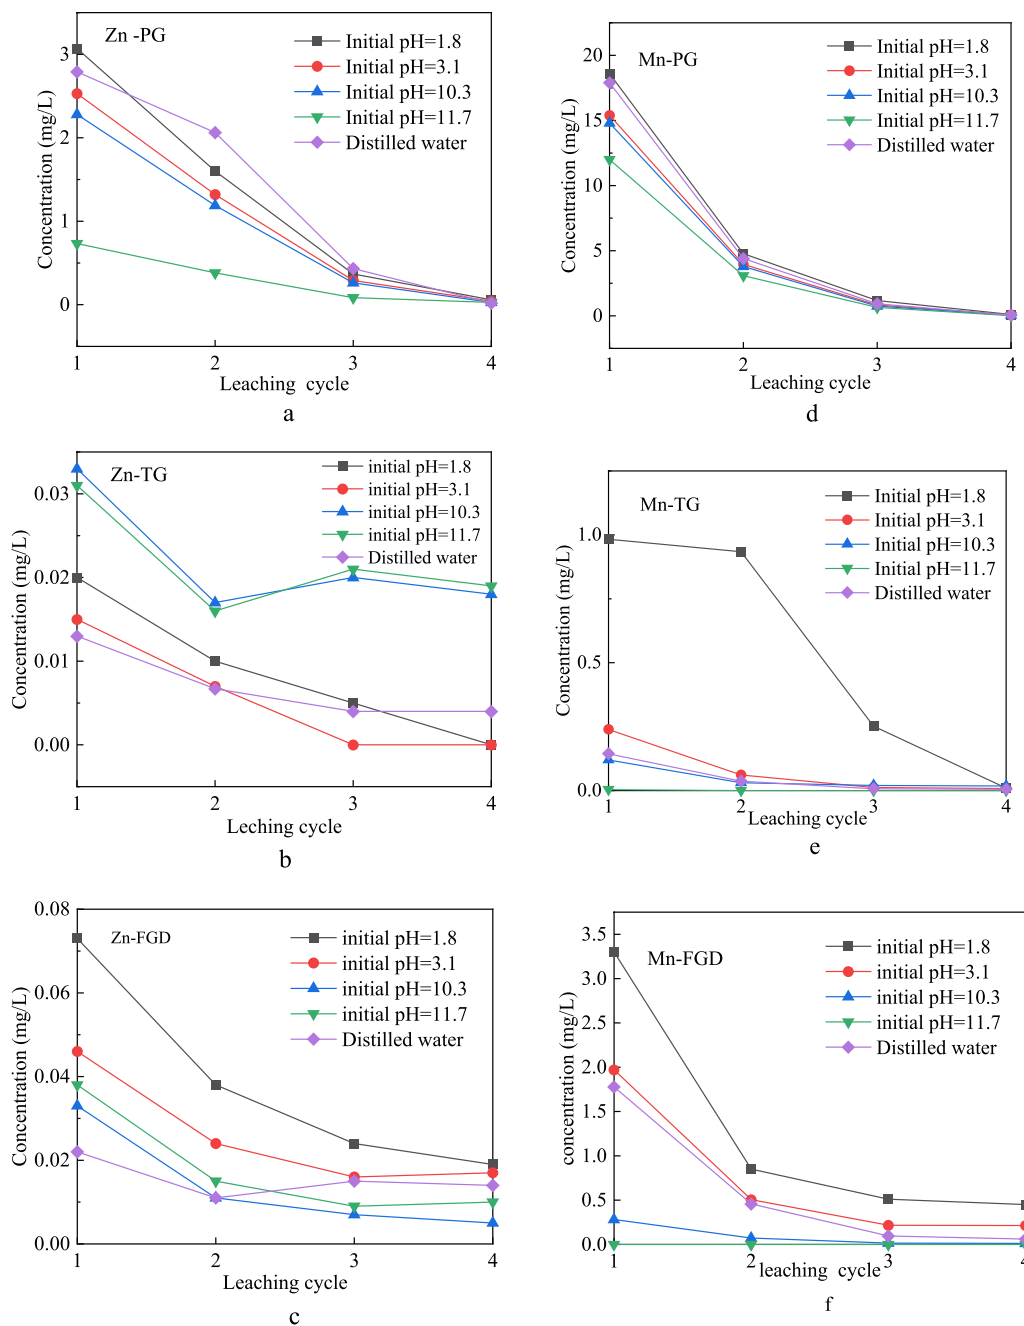 Zn -PG
Initial pH=1.8
Initial pH=3.1
Initial pH=10.3
Initial pH=11.7
Distilled water
Concentration (mg/L)
3
2
1
0
1 2 3 4
Leaching cycle
a
Mn-PG
Initial pH=1.8
Initial pH=3.1
Initial pH=10.3
Initial pH=11.7
Distilled water
Concentration (mg/L)
20
15
10
5
0
1 2 3 4
Leaching cycle
d
Zn-TG
initial pH=1.8
initial pH=3.1
initial pH=10.3
initial pH=11.7
Distilled water
Concentration (mg/L)
0.03
0.02
0.01
0.00
1 2 3 4
Leching cycle
b
Mn-TG
Initial pH=1.8
Initial pH=3.1
Initial pH=10.3
Initial pH=11.7
Distilled water
Concentration (mg/L)
1.0
0.5
0.0
1 2 3 4
Leaching cycle
e
Zn-FGD
initial pH=1.8
initial pH=3.1
initial pH=10.3
initial pH=11.7
Distilled water
Concentration (mg/L)
0.08
0.06
0.04
0.02
0.00
1 2 3 4
Leaching cycle
c
Mn-FGD
initial pH=1.8
initial pH=3.1
initial pH=10.3
initial pH=11.7
Distilled water
concentration (mg/L)
3.5
3.0
2.5
2.0
1.5
1.0
0.5
0.0
1 2 3 4
leaching cycle
f